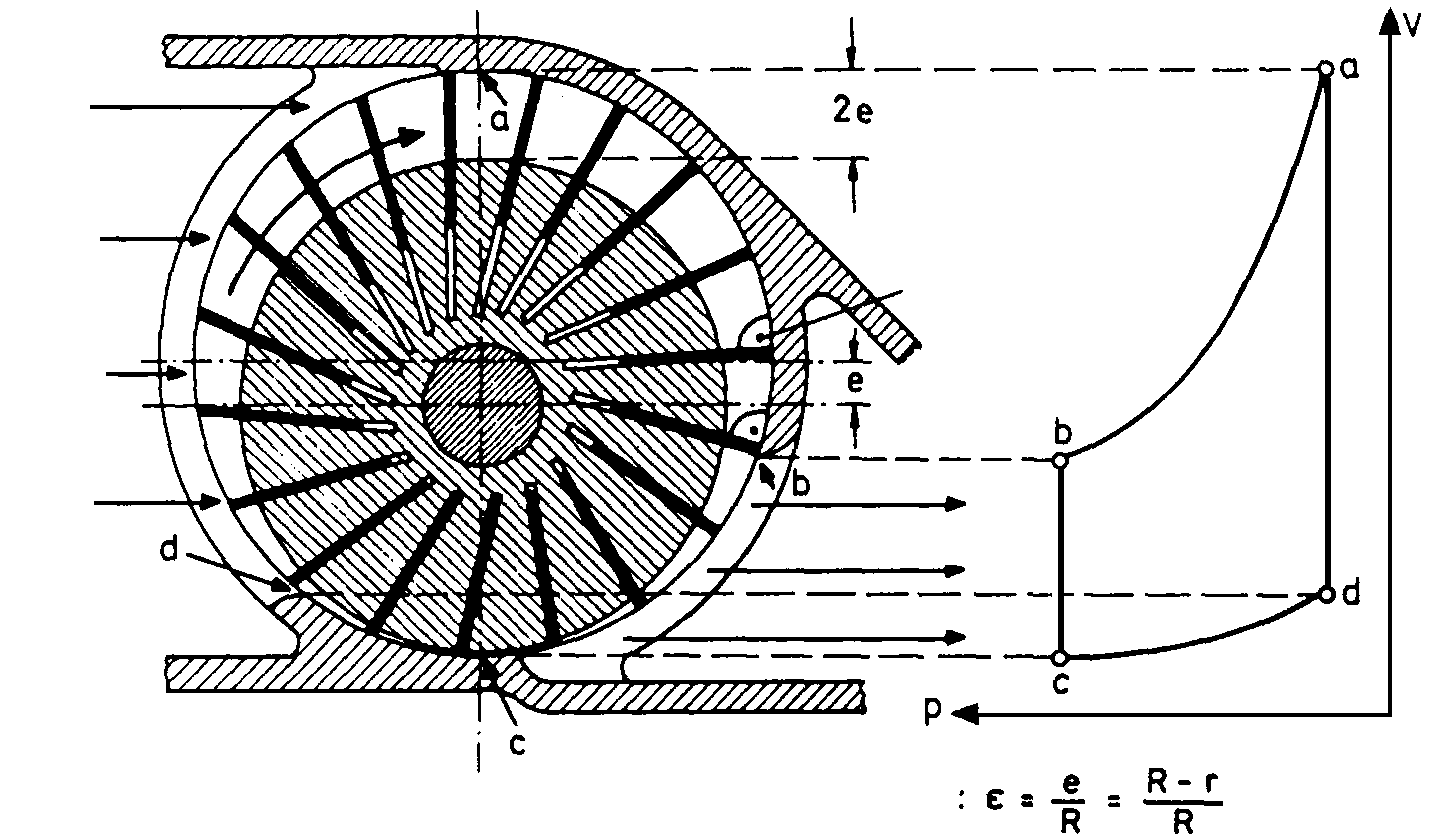 V
a
a
2e
e
b
b
d
d
c
c
p
: ε = e/R = R - r/R